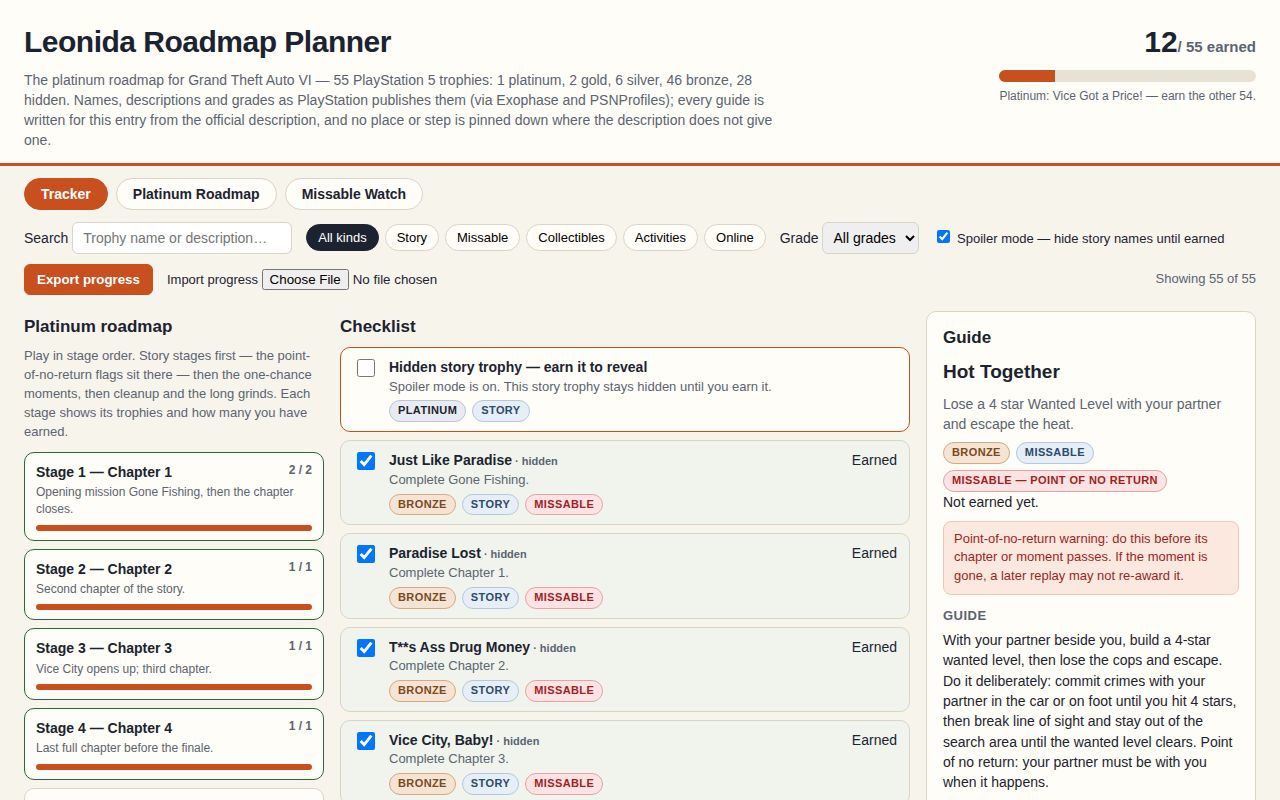 Leonida Roadmap Planner
12/ 55 earned
The platinum roadmap for Grand Theft Auto VI — 55 PlayStation 5 trophies: 1 platinum, 2 gold, 6 silver, 46 bronze, 28
hidden. Names, descriptions and grades as PlayStation publishes them (via Exophase and PSNProfiles); every guide is
written for this entry from the official description, and no place or step is pinned down where the description does not give
one.
Platinum: Vice Got a Price! — earn the other 54.
Tracker
Platinum Roadmap
Missable Watch
Search
Trophy name or description…
All kinds
Story
Missable
Collectibles
Activities
Online
Grade
All grades
Spoiler mode — hide story names until earned
Export progress
Import progress
Choose File
No file chosen
Showing 55 of 55
Platinum roadmap
Play in stage order. Story stages first — the point-
of-no-return flags sit there — then the one-chance
moments, then cleanup and the long grinds. Each
stage shows its trophies and how many you have
earned.
Stage 1 — Chapter 1
2 / 2
Opening mission Gone Fishing, then the chapter
closes.
Stage 2 — Chapter 2
1 / 1
Second chapter of the story.
Stage 3 — Chapter 3
1 / 1
Vice City opens up; third chapter.
Stage 4 — Chapter 4
1 / 1
Last full chapter before the finale.
Checklist
Hidden story trophy — earn it to reveal
Spoiler mode is on. This story trophy stays hidden until you earn it.
PLATINUM
STORY
Just Like Paradise · hidden
Earned
Complete Gone Fishing.
BRONZE
STORY
MISSABLE
Paradise Lost · hidden
Earned
Complete Chapter 1.
BRONZE
STORY
MISSABLE
T**s Ass Drug Money · hidden
Earned
Complete Chapter 2.
BRONZE
STORY
MISSABLE
Vice City, Baby! · hidden
Earned
Complete Chapter 3.
BRONZE
STORY
MISSABLE
Guide
Hot Together
Lose a 4 star Wanted Level with your partner
and escape the heat.
BRONZE
MISSABLE
MISSABLE — POINT OF NO RETURN
Not earned yet.
Point-of-no-return warning: do this before its
chapter or moment passes. If the moment is
gone, a later replay may not re-award it.
GUIDE
With your partner beside you, build a 4-star
wanted level, then lose the cops and escape.
Do it deliberately: commit crimes with your
partner in the car or on foot until you hit 4 stars,
then break line of sight and stay out of the
search area until the wanted level clears. Point
of no return: your partner must be with you
when it happens.